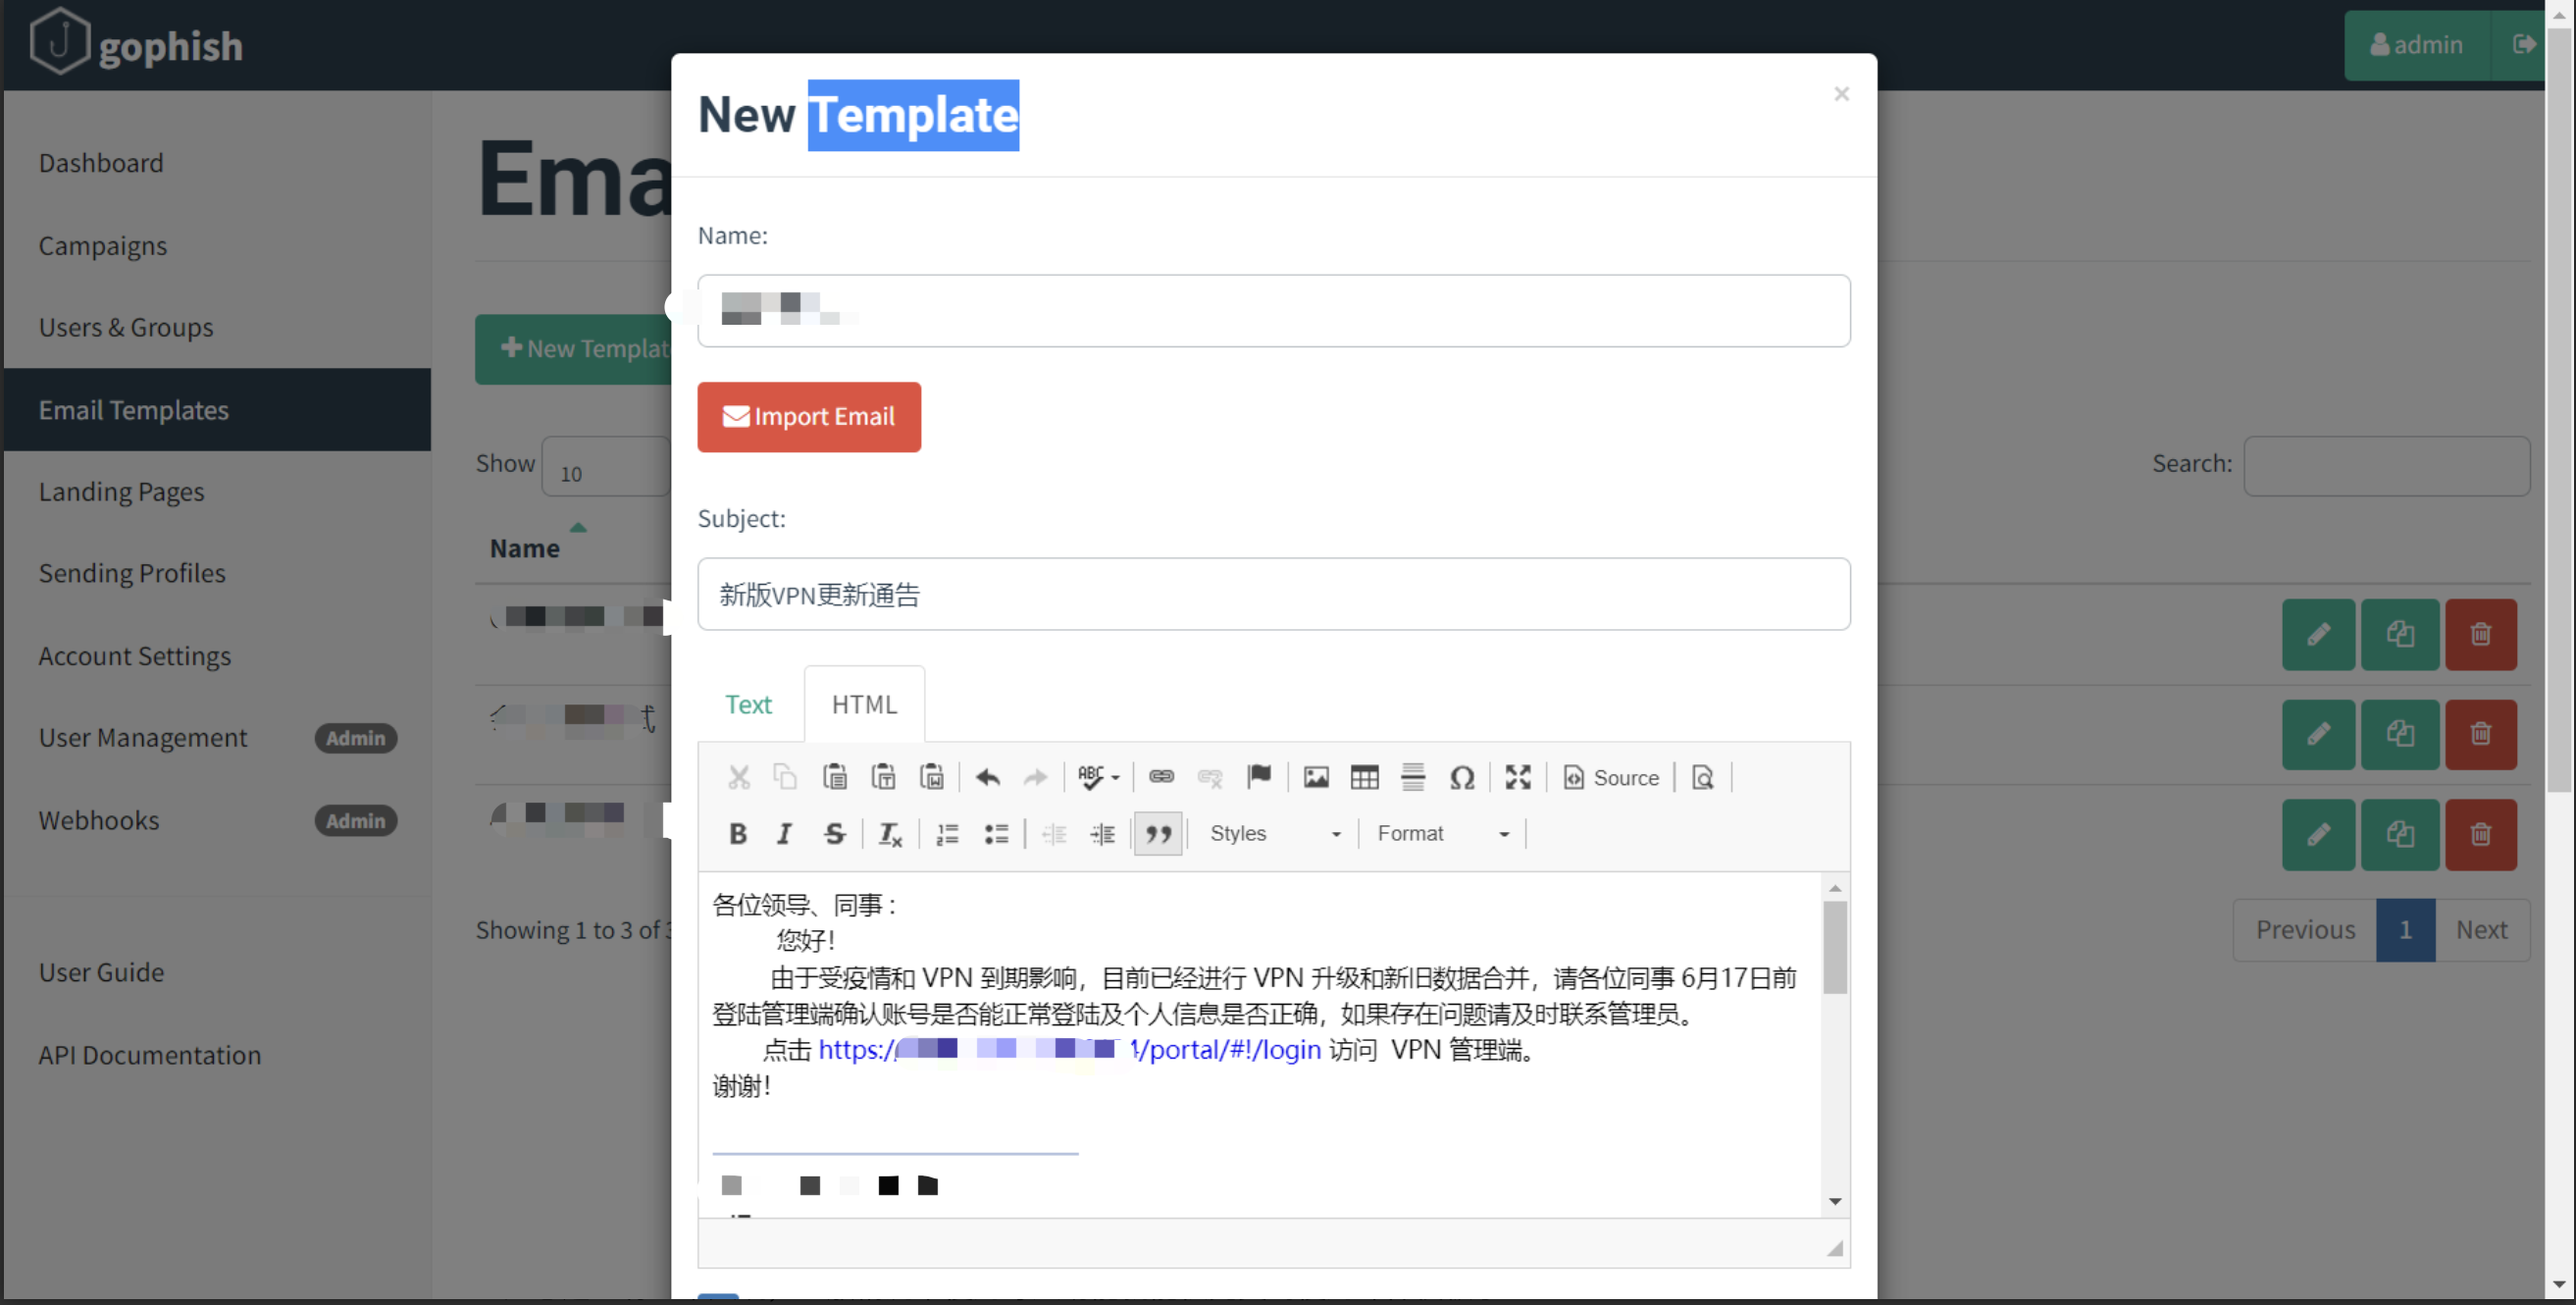 gophish
admin
Dashboard
Campaigns
Users & Groups
Email Templates
Landing Pages
Sending Profiles
Account Settings
User Management Admin
Webhooks Admin
User Guide
API Documentation
Ema
New Templat
Show 10
Search:
Name
Showing 1 to 3 of 3
Previous 1 Next
New Template
×
Name:
Import Email
Subject:
新版VPN更新通告
Text HTML
Source
Styles Format
各位领导、同事:
您好!
由于受疫情和 VPN 到期影响，目前已经进行 VPN 升级和新旧数据合并，请各位同事 6月17日前
登陆管理端确认账号是否能正常登陆及个人信息是否正确，如果存在问题请及时联系管理员。
点击 https:/ /portal/#!/login 访问 VPN 管理端。
谢谢!